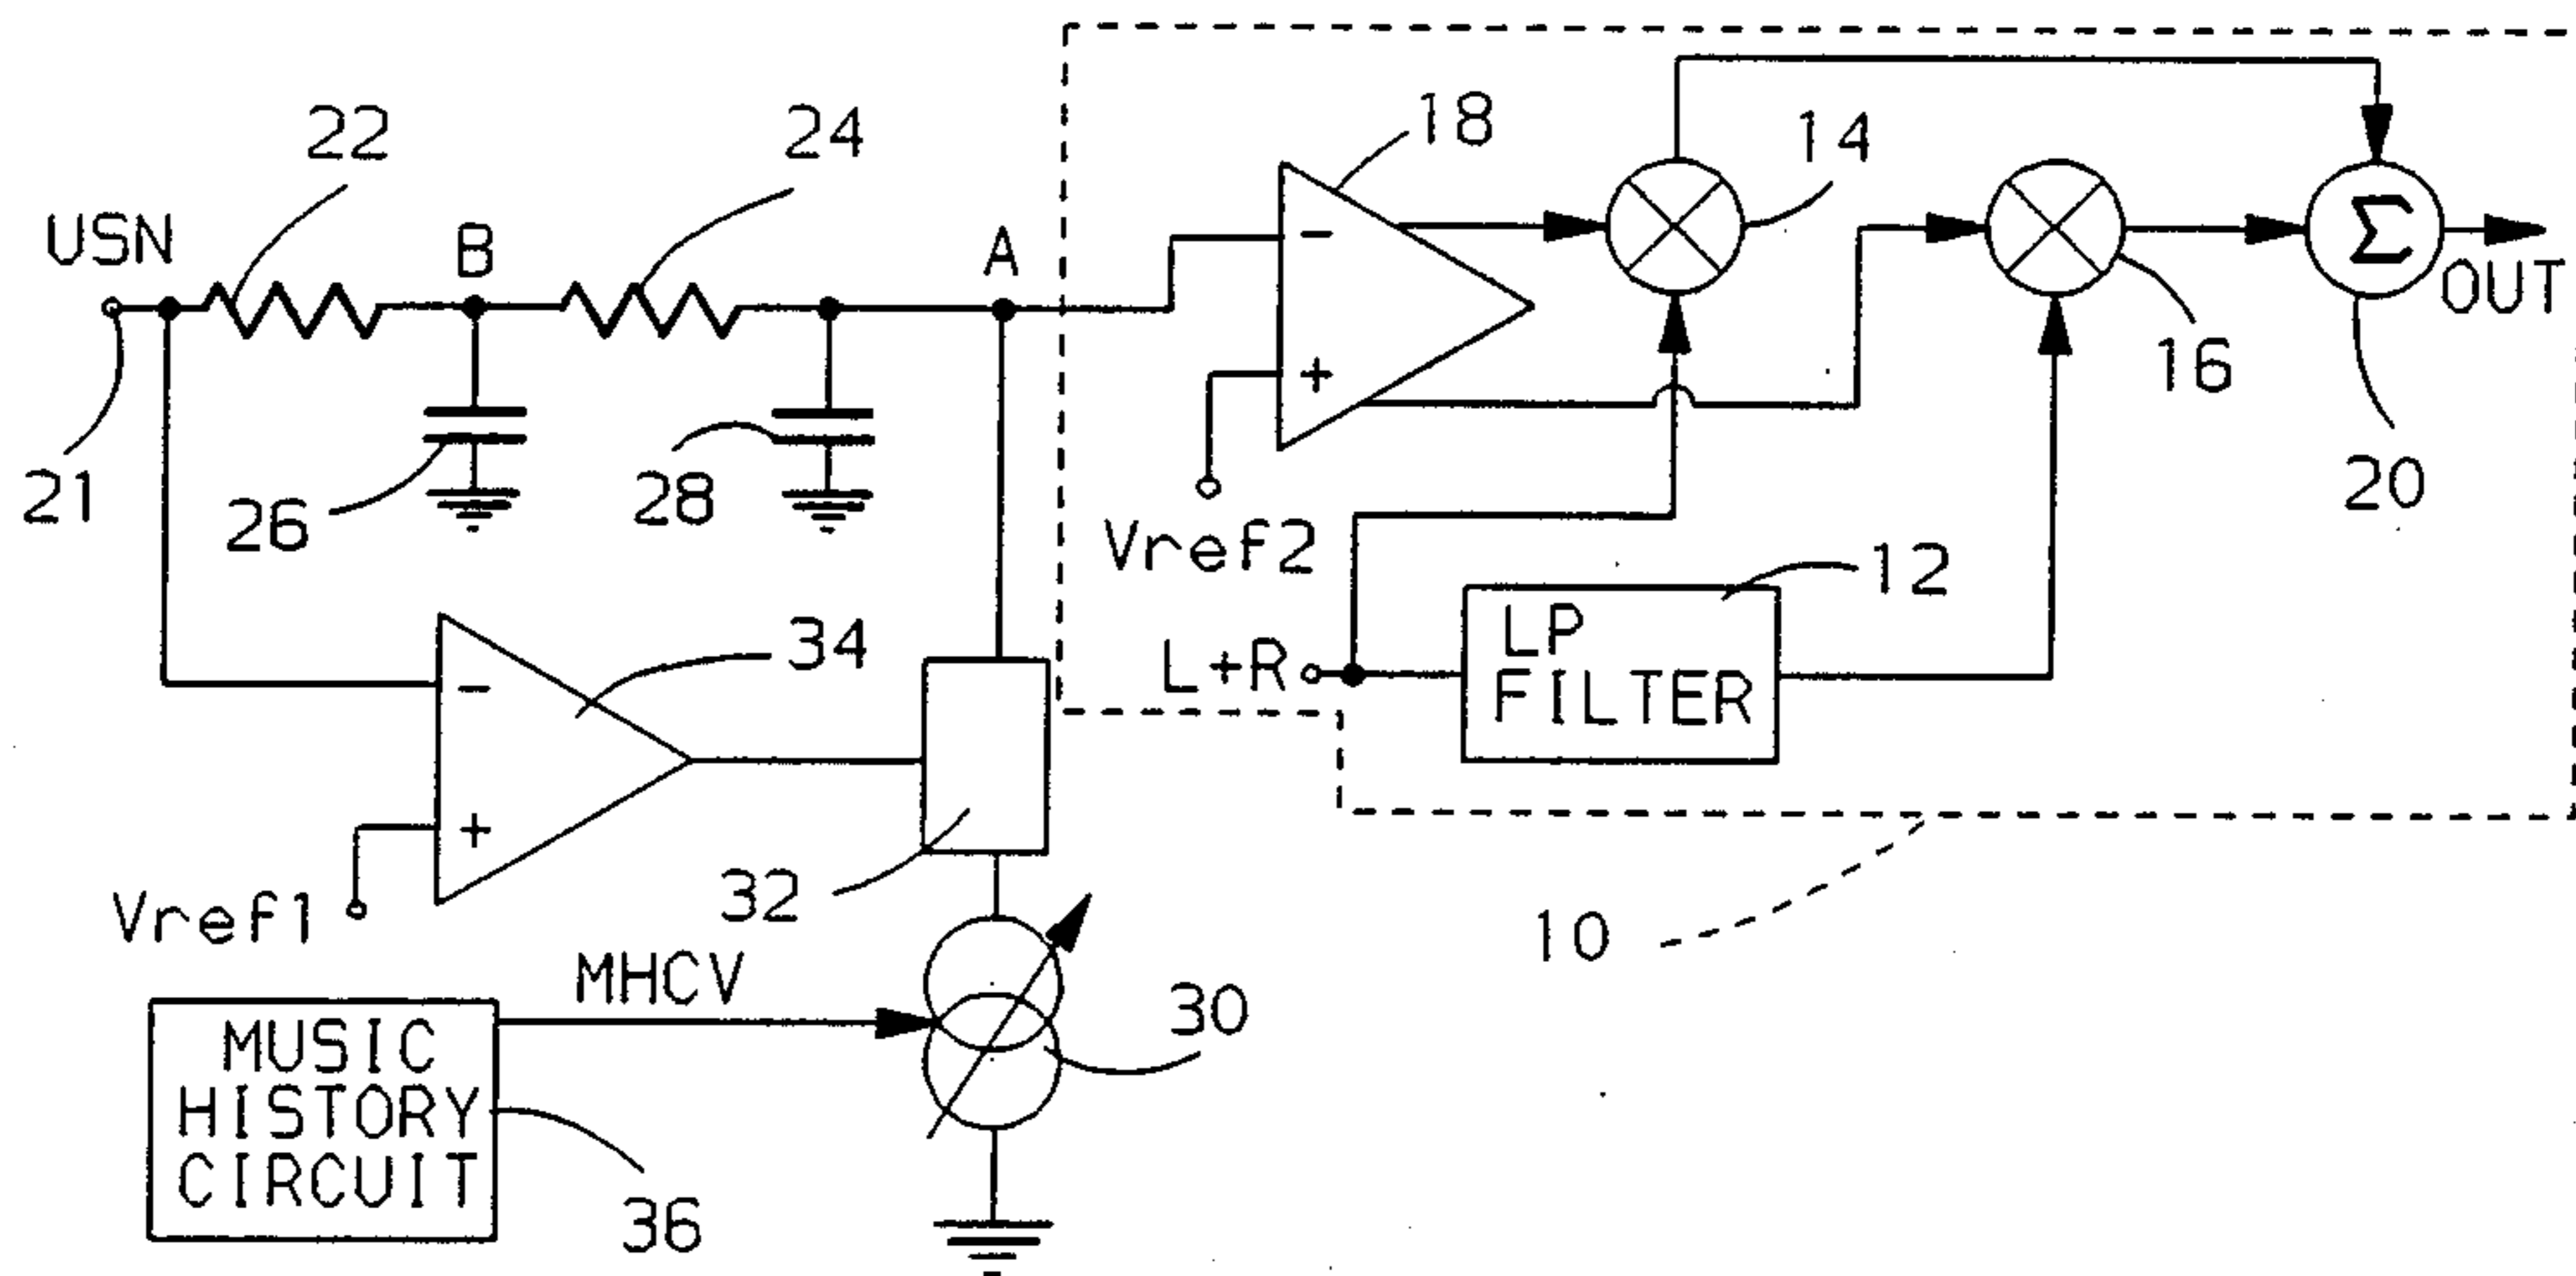 22
24
18
14
USN
B
A
−
Σ
OUT
+
16
21
26
28
20
Vref2
12
L+R
LP
FILTER
34
−
+
32
Vref1
10
MHCV
30
MUSIC
HISTORY
CIRCUIT
36